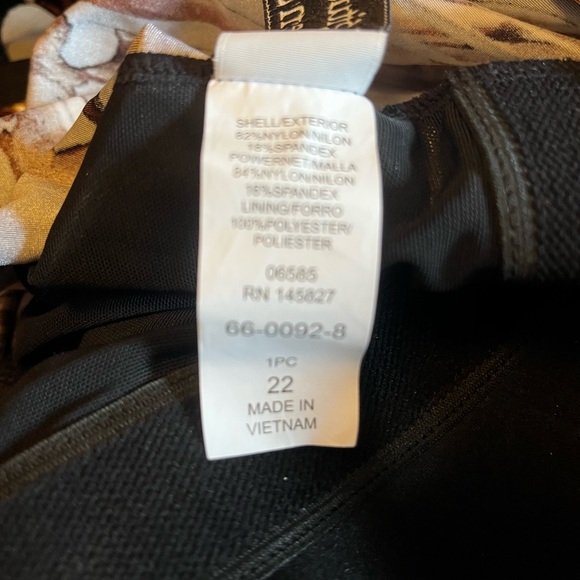 SHELL/EXTERIOR
82%NYLON/NILON
18%SPANDEX
POWERNET/MALLA
84%NYLON/NILON
16%SPANDEX
LINING/FORRO
100%POLYESTER/
POLIESTER
06585
RN 145827
66-0092-8
1PC
22
MADE IN
VIETNAM